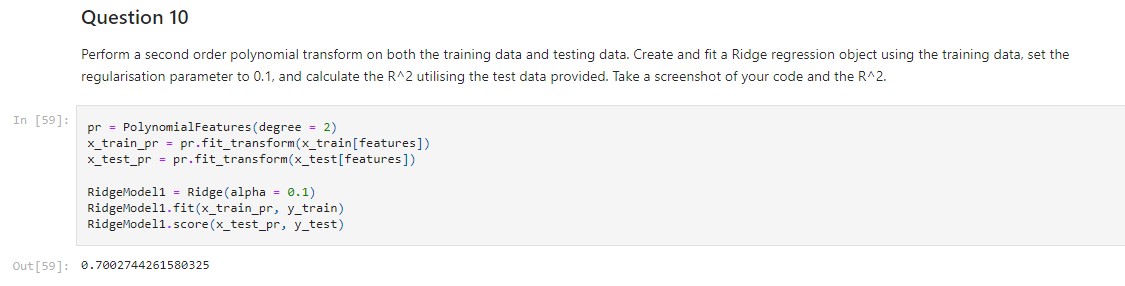 Question 10
Perform a second order polynomial transform on both the training data and testing data. Create and fit a Ridge regression object using the training data, set the
regularisation parameter to 0.1, and calculate the R^2 utilising the test data provided. Take a screenshot of your code and the R^2.
In [59]:
pr = PolynomialFeatures(degree = 2)
x_train_pr = pr.fit_transform(x_train[features])
x_test_pr = pr.fit_transform(x_test[features])
RidgeModel1 = Ridge(alpha = 0.1)
RidgeModel1.fit(x_train_pr, y_train)
RidgeModel1.score(x_test_pr, y_test)
Out[59]: 0.7002744261580325